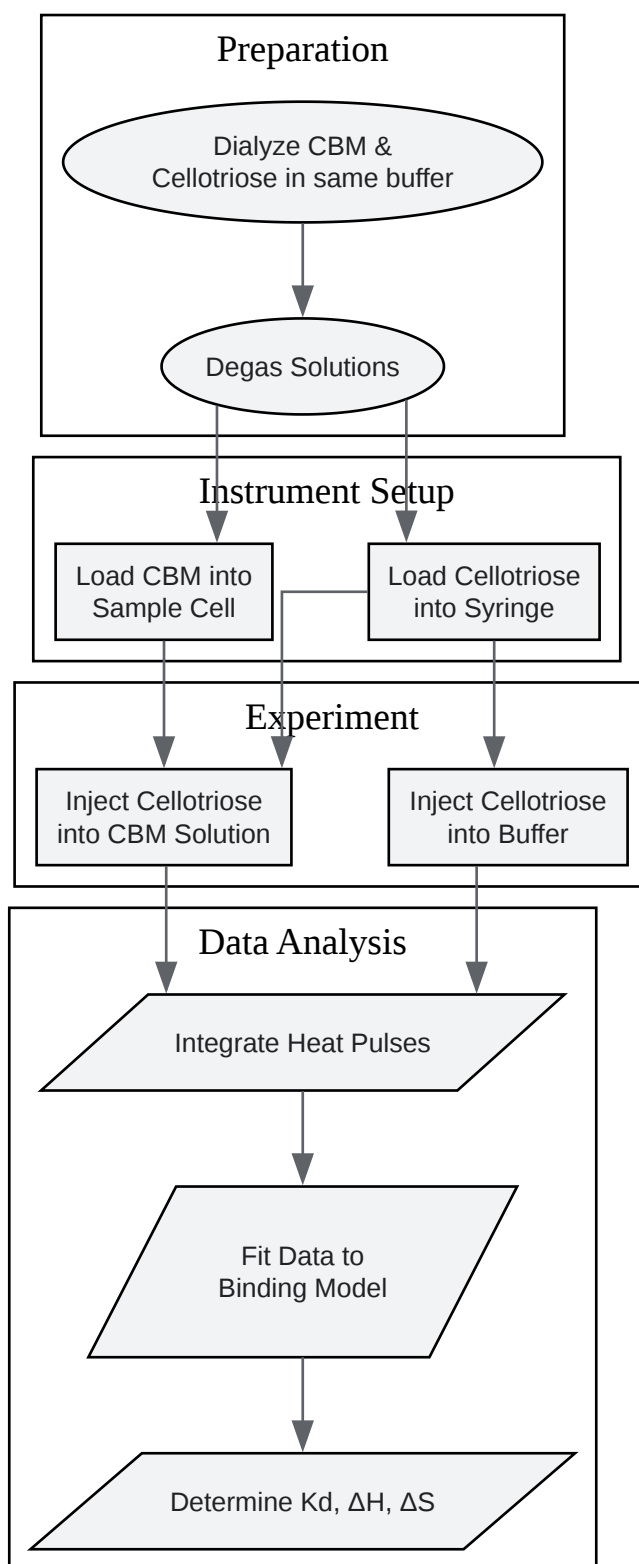 Preparation
Dialyze CBM &
Cellotriose in same buffer
Degas Solutions
Instrument Setup
Load CBM into
Sample Cell
Load Cellotriose
into Syringe
Experiment
Inject Cellotriose
into CBM Solution
Inject Cellotriose
into Buffer
Data Analysis
Integrate Heat Pulses
Fit Data to
Binding Model
Determine Kd, ΔH, ΔS